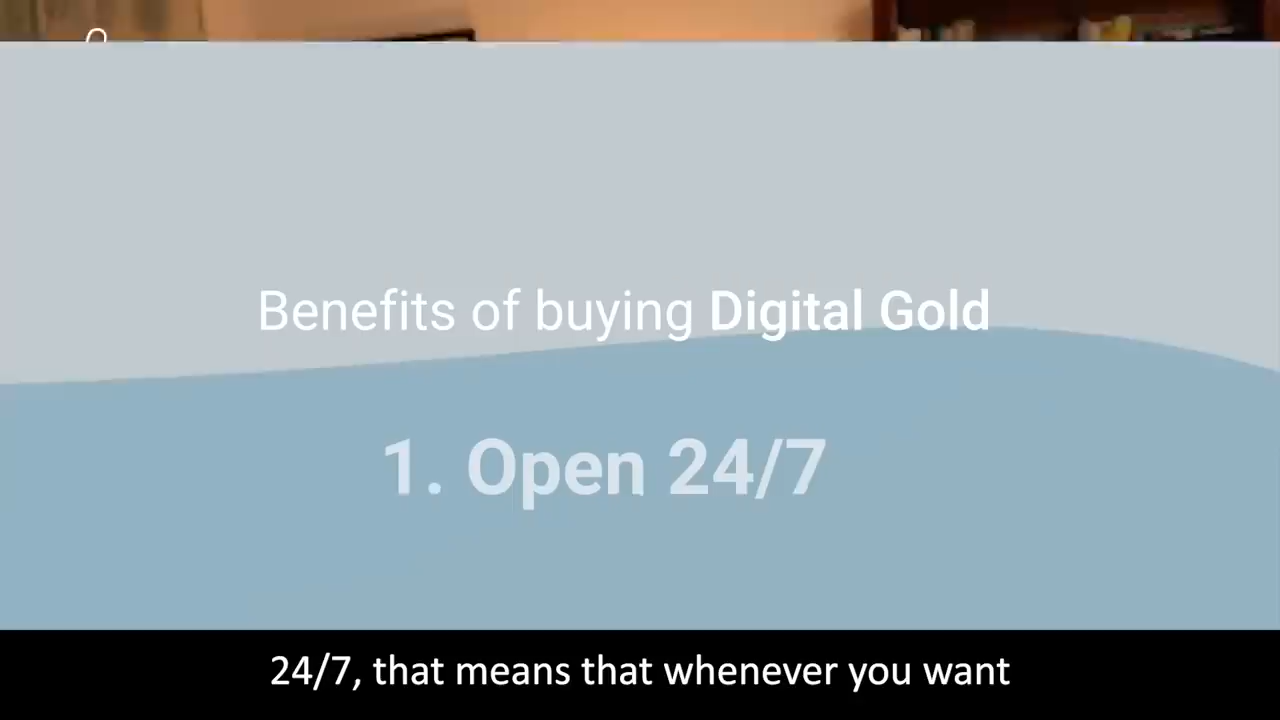 Benefits of buying Digital Gold
1. Open 24/7
24/7, that means that whenever you want